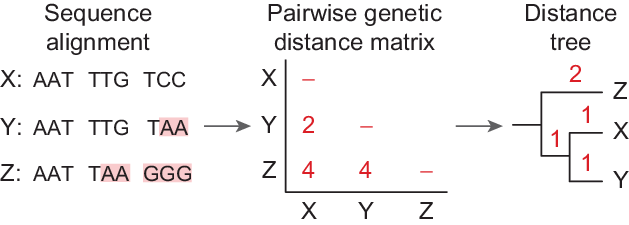 Sequence
alignment
X: AAT TTG TCC
Y: AAT TTG TAA
Z: AAT TAA GGG
Pairwise genetic
distance matrix
X –
Y 2 –
Z 4 4 –
X Y Z
Distance
tree
2
Z
1
X
1
1
Y